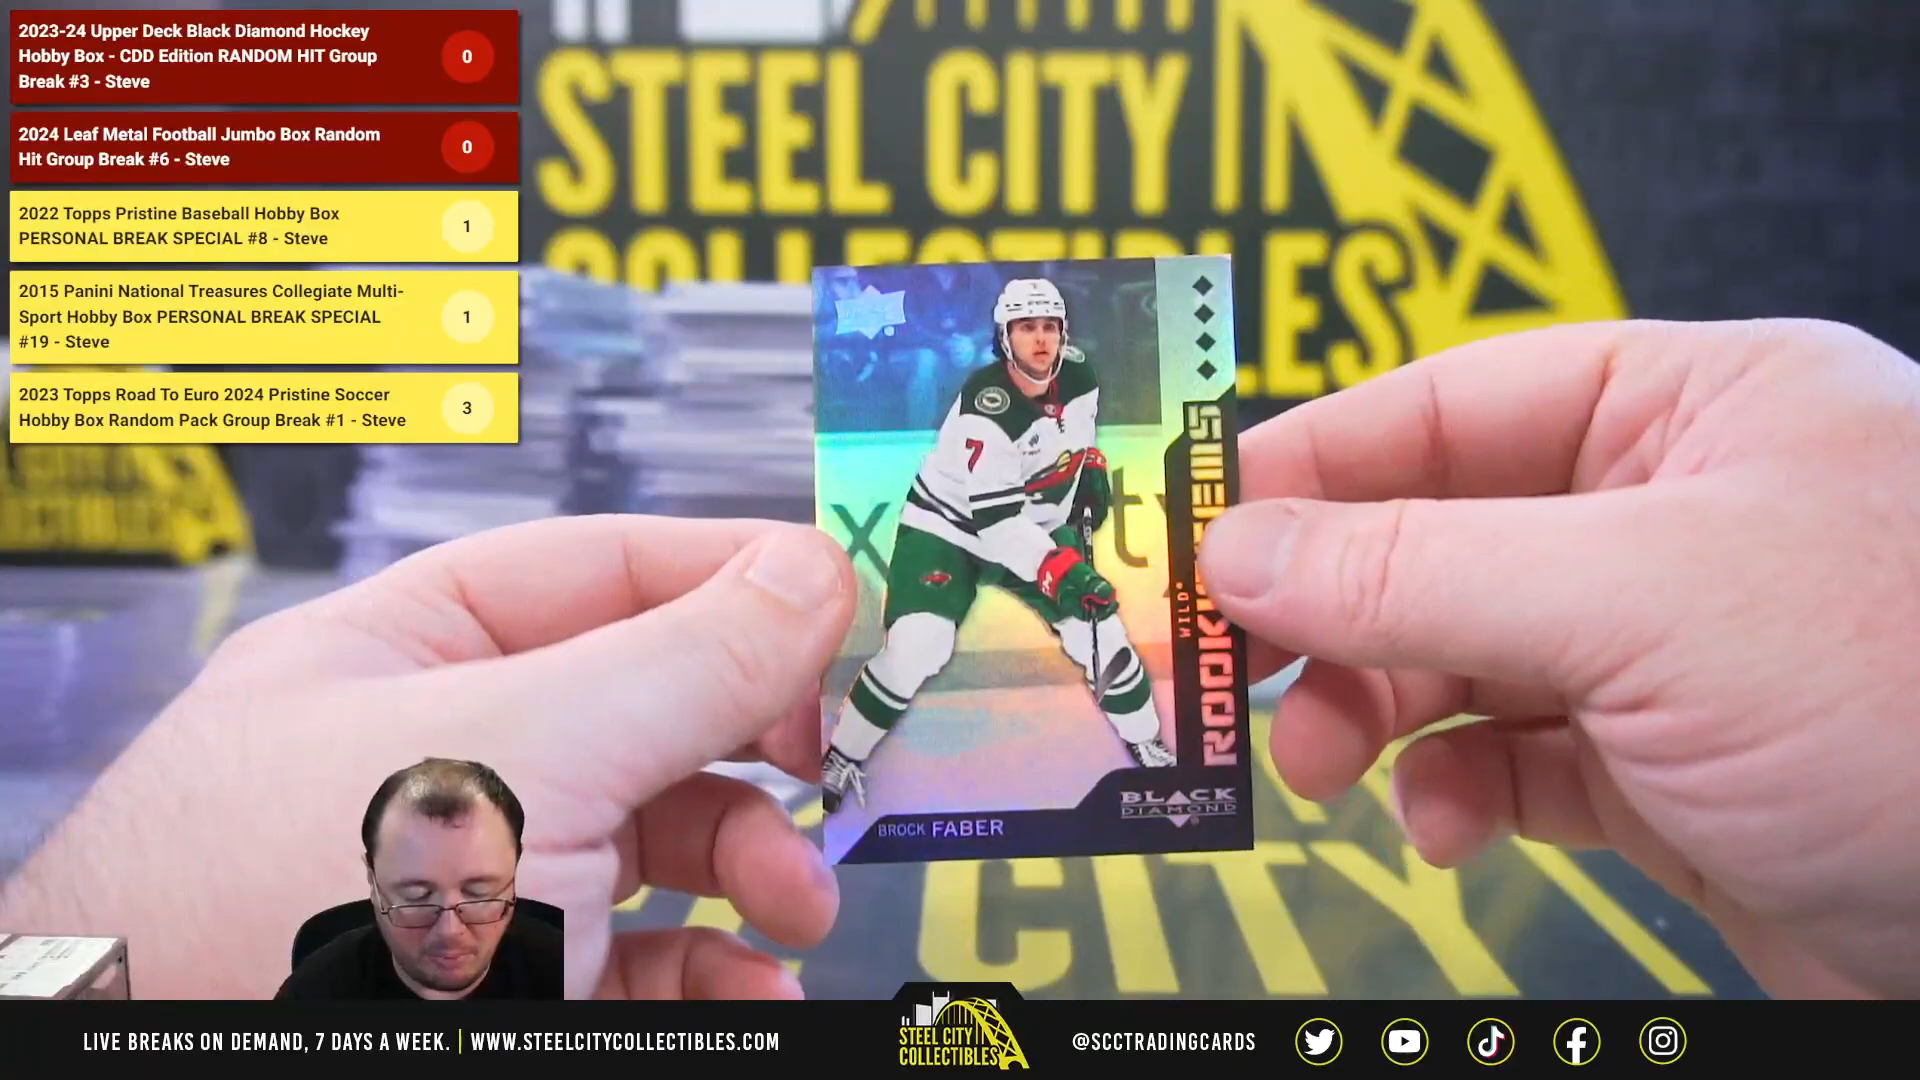 2023-24 Upper Deck Black Diamond Hockey
Hobby Box - CDD Edition RANDOM HIT Group
Break #3 - Steve
0
2024 Leaf Metal Football Jumbo Box Random
Hit Group Break #6 - Steve
0
2022 Topps Pristine Baseball Hobby Box
PERSONAL BREAK SPECIAL #8 - Steve
1
2015 Panini National Treasures Collegiate Multi-
Sport Hobby Box PERSONAL BREAK SPECIAL
#19 - Steve
1
2023 Topps Road To Euro 2024 Pristine Soccer
Hobby Box Random Pack Group Break #1 - Steve
3
STEEL CITY
COLLECTIBLES
7
WILD
BROCK FABER
BLACK
DIAMOND
CITY
LIVE BREAKS ON DEMAND, 7 DAYS A WEEK. | WWW.STEELCITYCOLLECTIBLES.COM
STEEL CITY
COLLECTIBLES
@SCCTRADINGCARDS